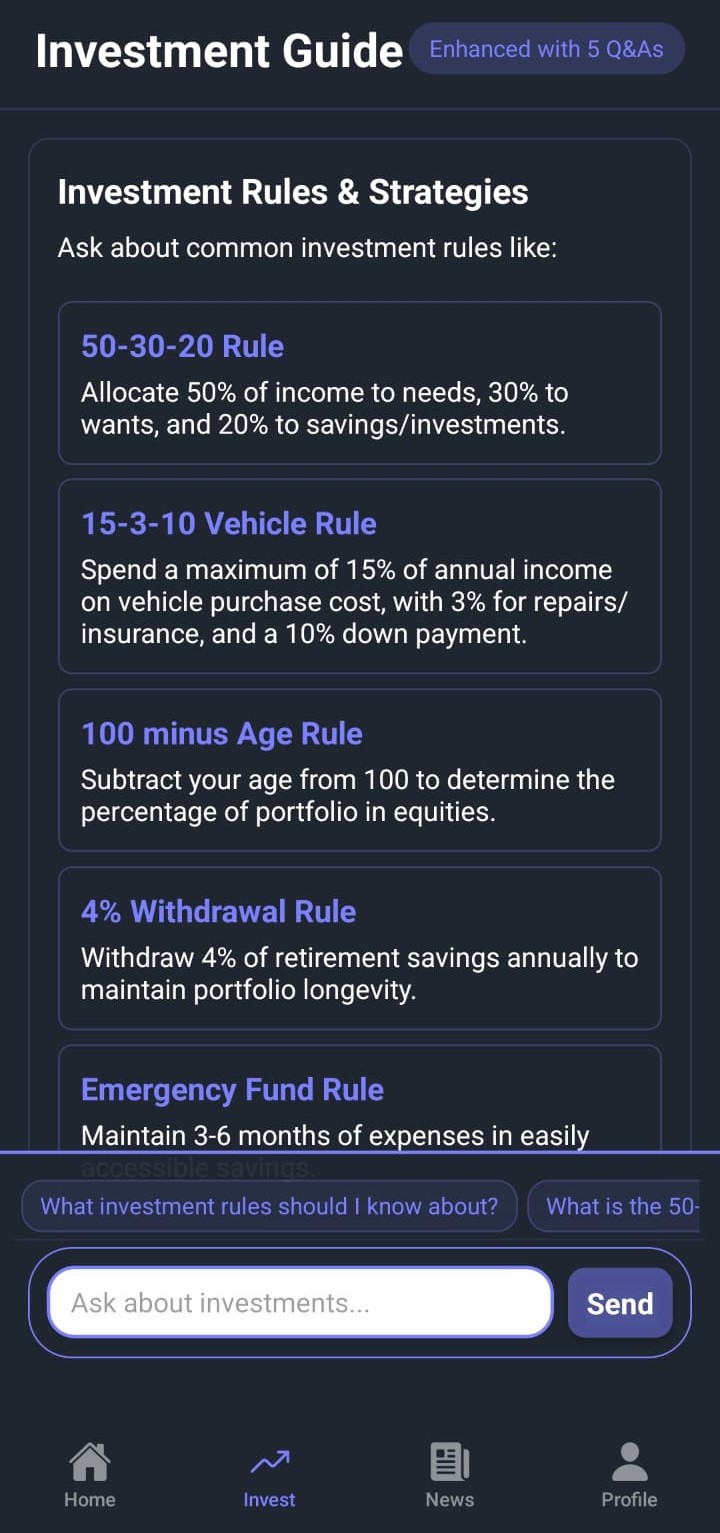 Investment Guide
Enhanced with 5 Q&As
Investment Rules & Strategies
Ask about common investment rules like:
50-30-20 Rule
Allocate 50% of income to needs, 30% to
wants, and 20% to savings/investments.
15-3-10 Vehicle Rule
Spend a maximum of 15% of annual income
on vehicle purchase cost, with 3% for repairs/
insurance, and a 10% down payment.
100 minus Age Rule
Subtract your age from 100 to determine the
percentage of portfolio in equities.
4% Withdrawal Rule
Withdraw 4% of retirement savings annually to
maintain portfolio longevity.
Emergency Fund Rule
Maintain 3-6 months of expenses in easily
accessible savings.
What investment rules should I know about?
What is the 50-
Ask about investments...
Send
Home
Invest
News
Profile